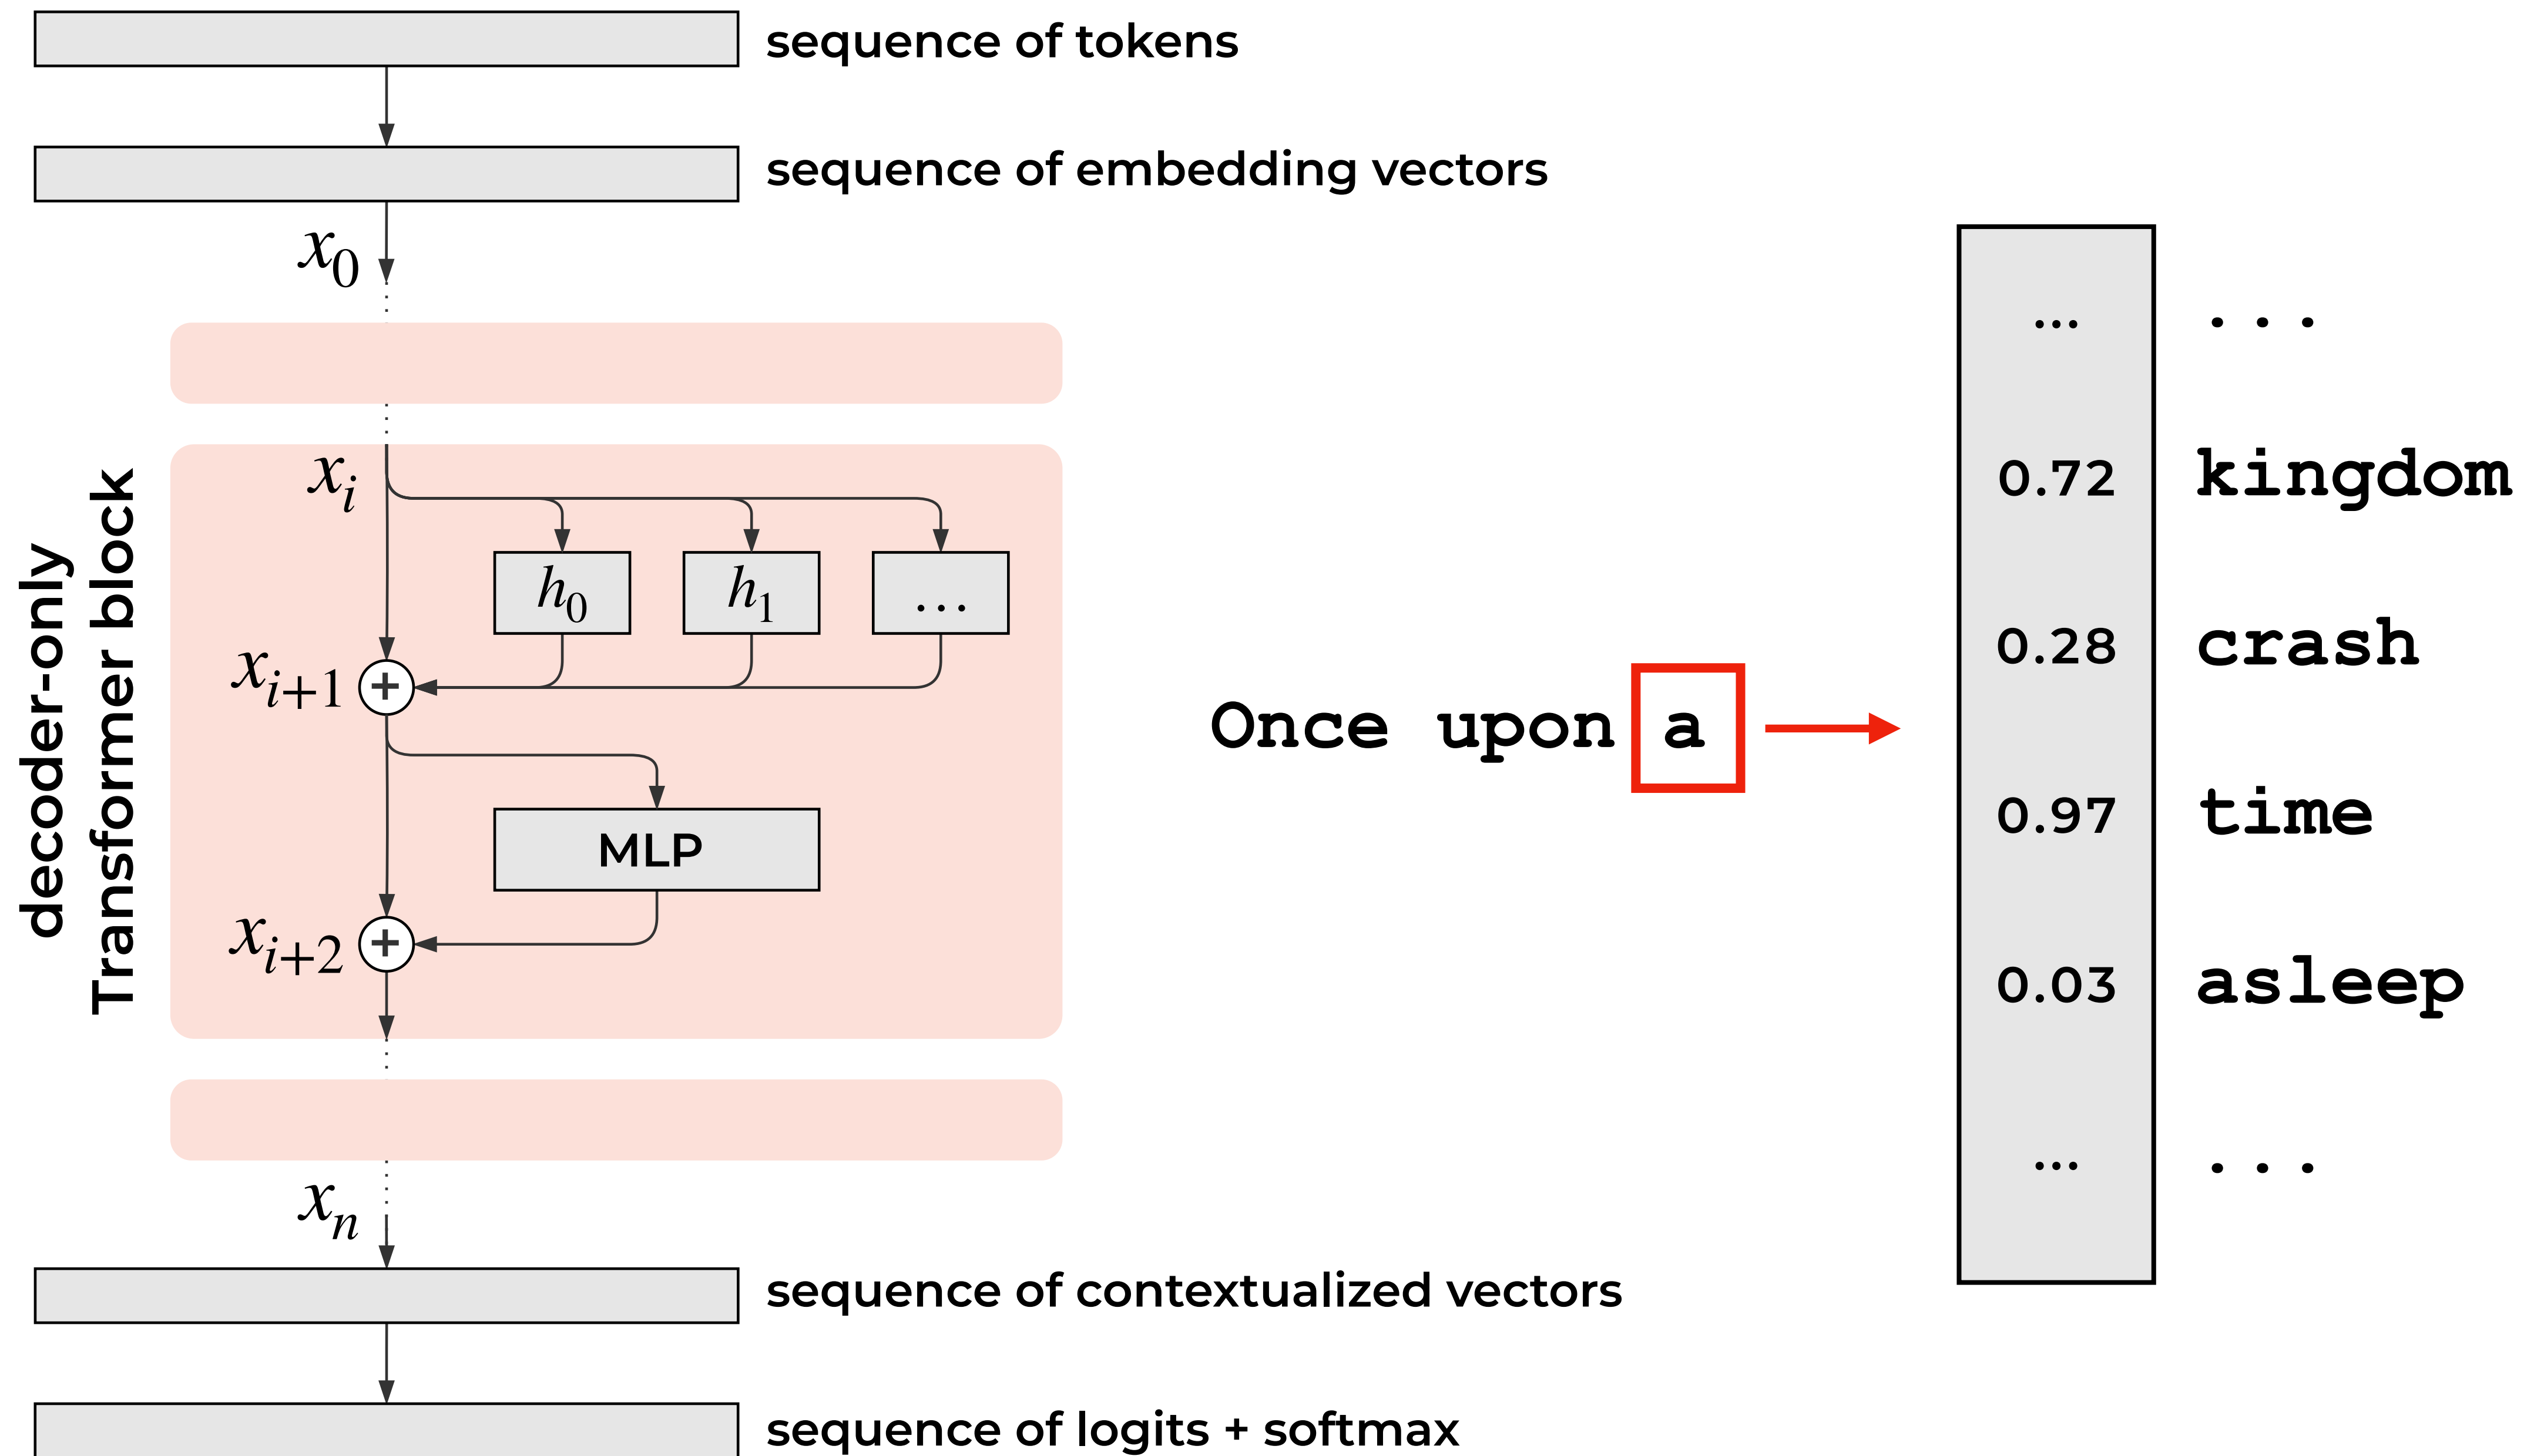 sequence of tokens
sequence of embedding vectors
x0
decoder-only
Transformer block
xi
h0
h1
...
xi+1
+
MLP
xi+2
+
xn
sequence of contextualized vectors
sequence of logits + softmax
Once upon a
... ...
0.72 kingdom
0.28 crash
0.97 time
0.03 asleep
... ...